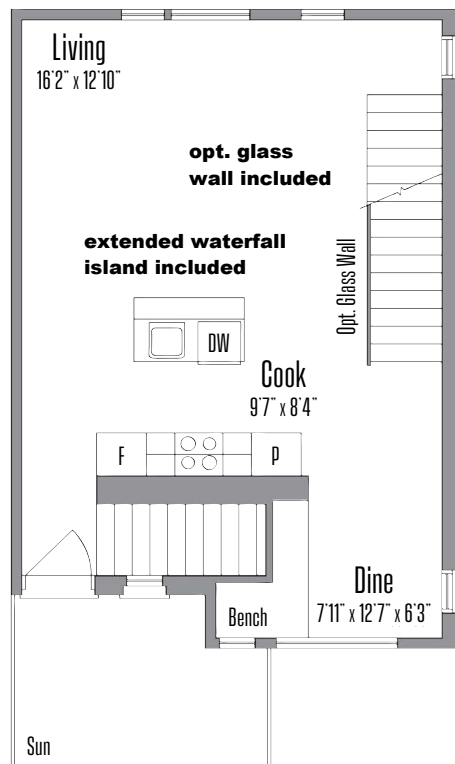 Living
16'2" x 12'10"
opt. glass
wall included
extended waterfall
island included
Opt. Glass Wall
DW
Cook
9'7" x 8'4"
F
P
Dine
7'11" x 12'7" x 6'3"
Bench
Sun